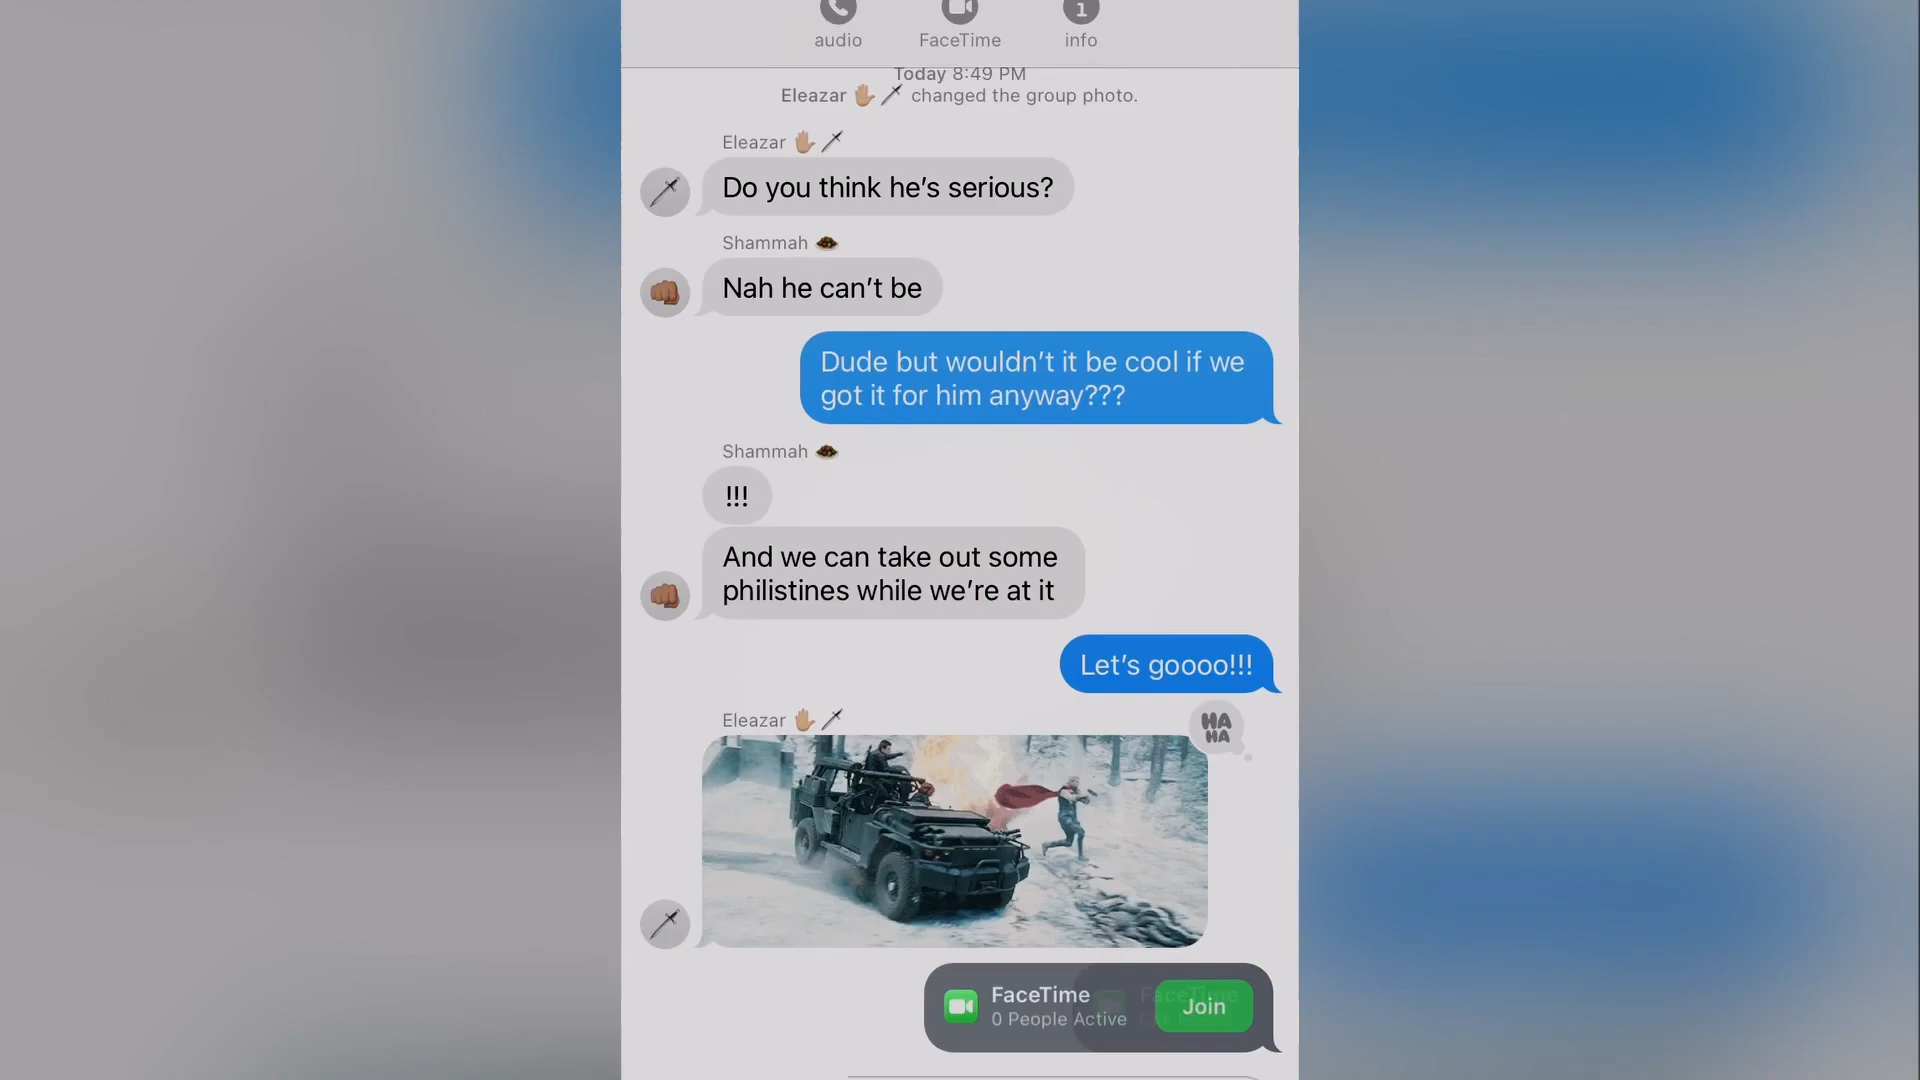 audio
FaceTime
info
Today 8:49 PM
Eleazar ✋🏼🗡️ changed the group photo.
Eleazar ✋🏼🗡️
Do you think he’s serious?
Shammah 🧆
Nah he can’t be
Dude but wouldn’t it be cool if we
got it for him anyway???
Shammah 🧆
!!!
And we can take out some
philistines while we’re at it
Let’s goooo!!!
Eleazar ✋🏼🗡️
HA
HA
FaceTime
0 People Active
Join